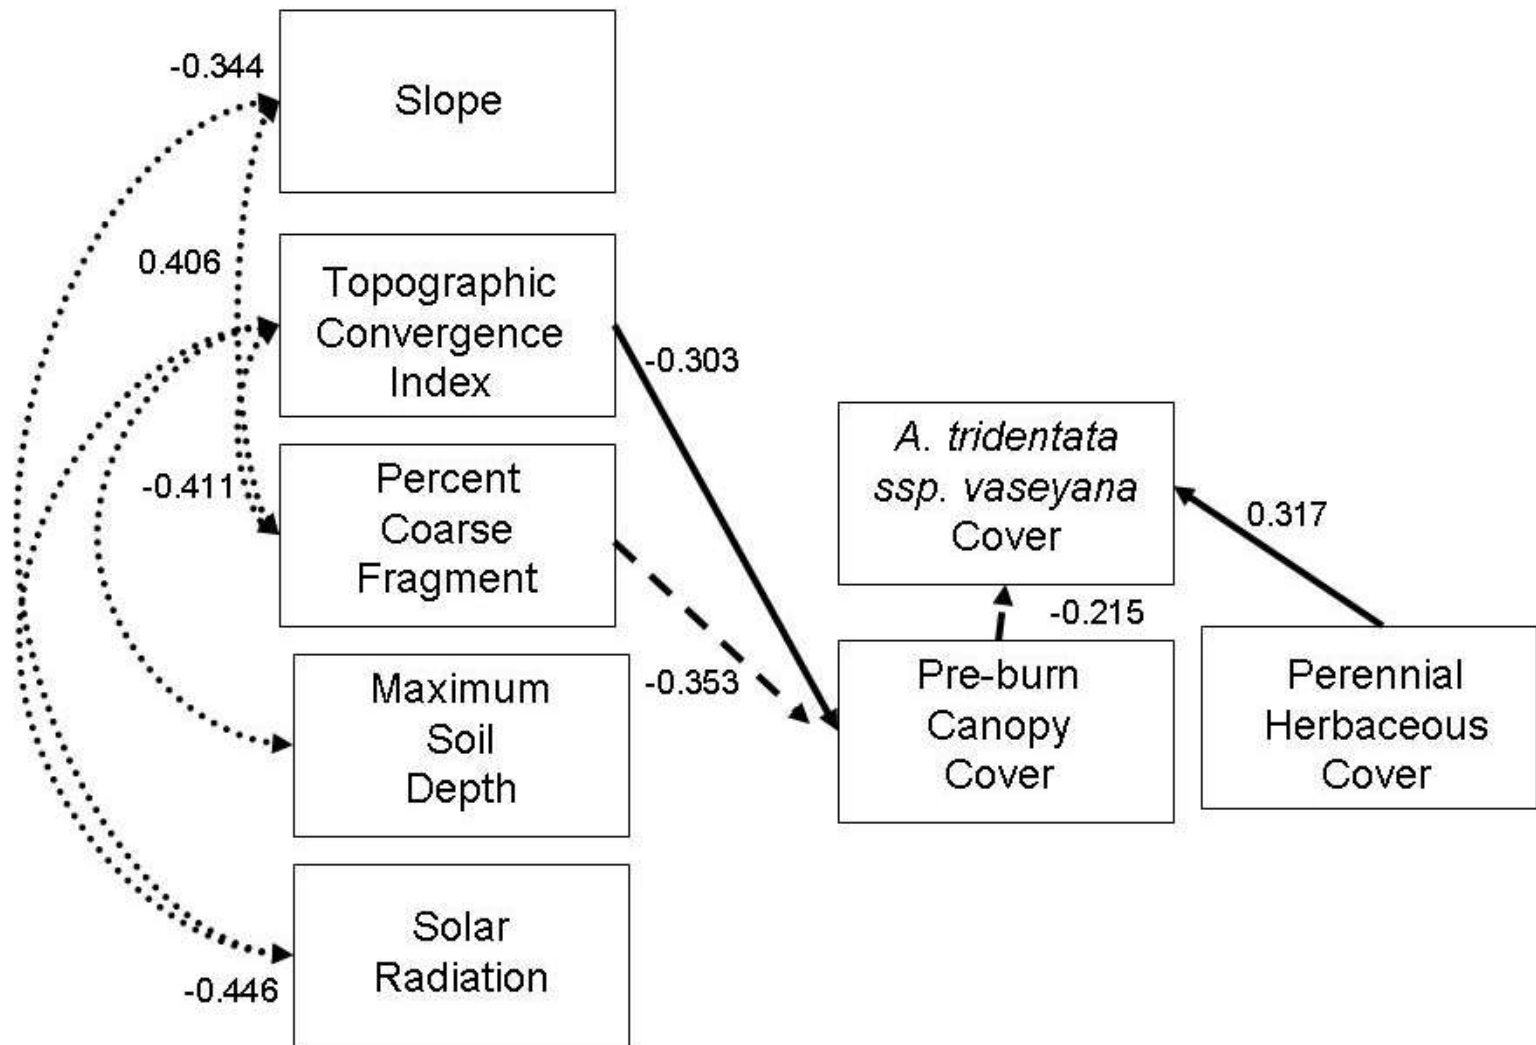 -0.344
Slope
0.406
Topographic
Convergence
Index
-0.303
-0.411
Percent
Coarse
Fragment
A. tridentata
ssp. vaseyana
Cover
0.317
-0.215
-0.353
Maximum
Soil
Depth
Pre-burn
Canopy
Cover
Perennial
Herbaceous
Cover
Solar
Radiation
-0.446